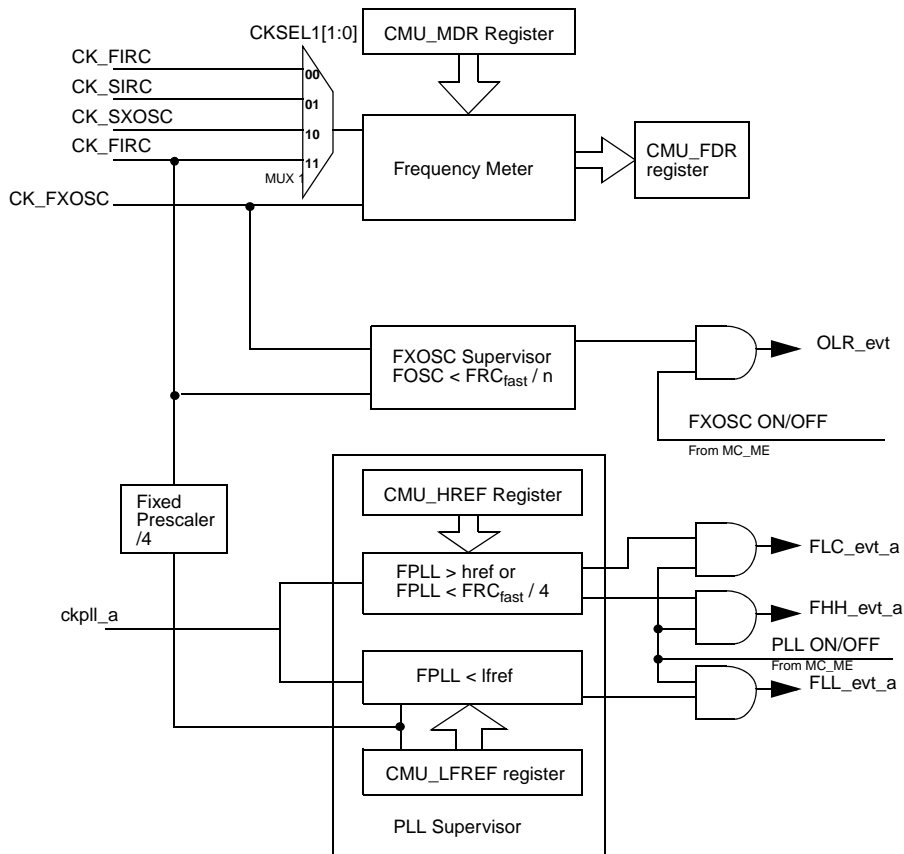 CKSEL1[1:0]
CMU_MDR Register
CK_FIRC
00
CK_SIRC
01
CK_SXOSC
10
CK_FIRC
11
MUX 1
Frequency Meter
CMU_FDR
register
CK_FXOSC
FXOSC Supervisor
FOSC < FRCfast / n
OLR_evt
FXOSC ON/OFF
From MC_ME
CMU_HREF Register
Fixed
Prescaler
/4
FPLL > href or
FPLL < FRCfast / 4
FLC_evt_a
FHH_evt_a
ckpll_a
PLL ON/OFF
From MC_ME
FPLL < lfref
FLL_evt_a
CMU_LFREF register
PLL Supervisor